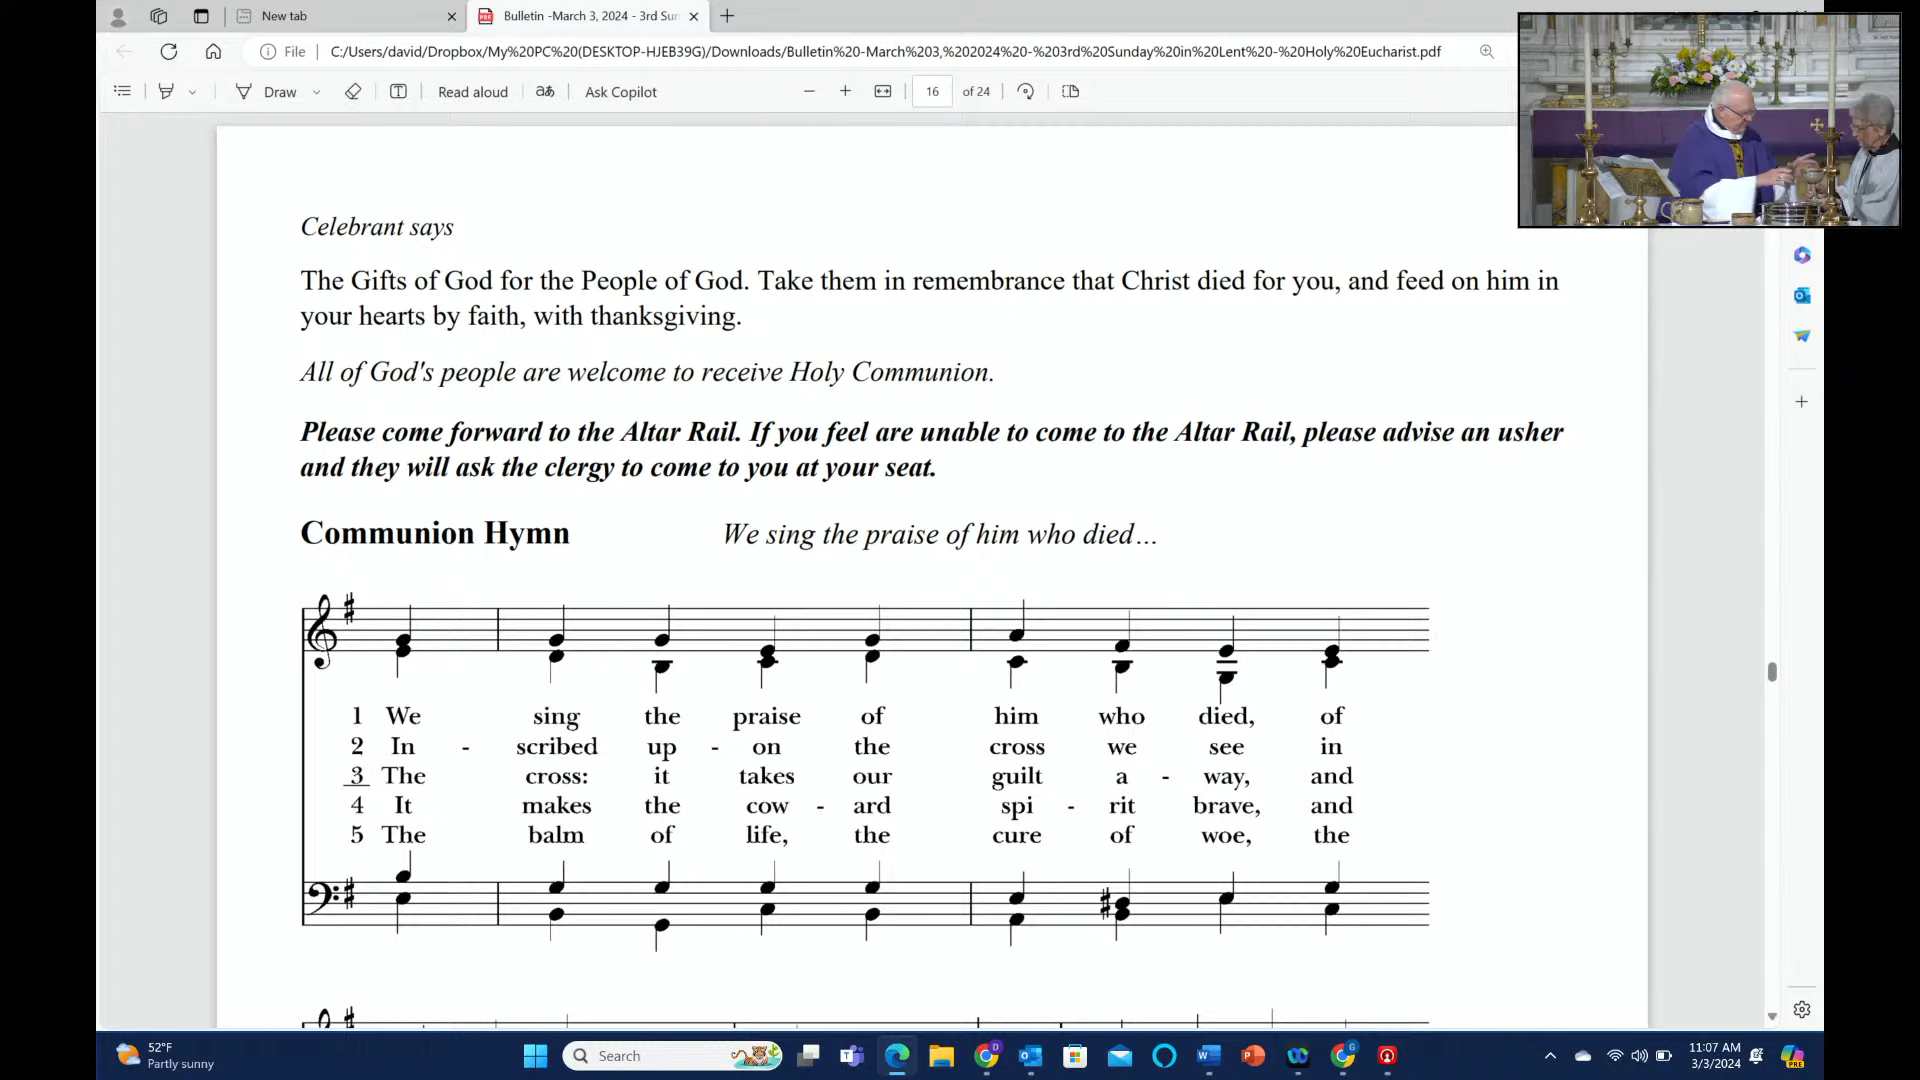 New tab
Bulletin -March 3, 2024 - 3rd Sun
File
C:/Users/david/Dropbox/My%20PC%20(DESKTOP-HJEB39G)/Downloads/Bulletin%20-March%203,%202024%20-%203rd%20Sunday%20in%20Lent%20-%20Holy%20Eucharist.pdf
Draw
Read aloud
aあ
Ask Copilot
16
of 24
Celebrant says
The Gifts of God for the People of God. Take them in remembrance that Christ died for you, and feed on him in
your hearts by faith, with thanksgiving.
All of God's people are welcome to receive Holy Communion.
Please come forward to the Altar Rail. If you feel are unable to come to the Altar Rail, please advise an usher
and they will ask the clergy to come to you at your seat.
Communion Hymn We sing the praise of him who died…
1 We sing the praise of him who died, of
2 In - scribed up - on the cross we see in
3 The cross: it takes our guilt a - way, and
4 It makes the cow - ard spi - rit brave, and
5 The balm of life, the cure of woe, the
52°F
Partly sunny
Search
11:07 AM
3/3/2024